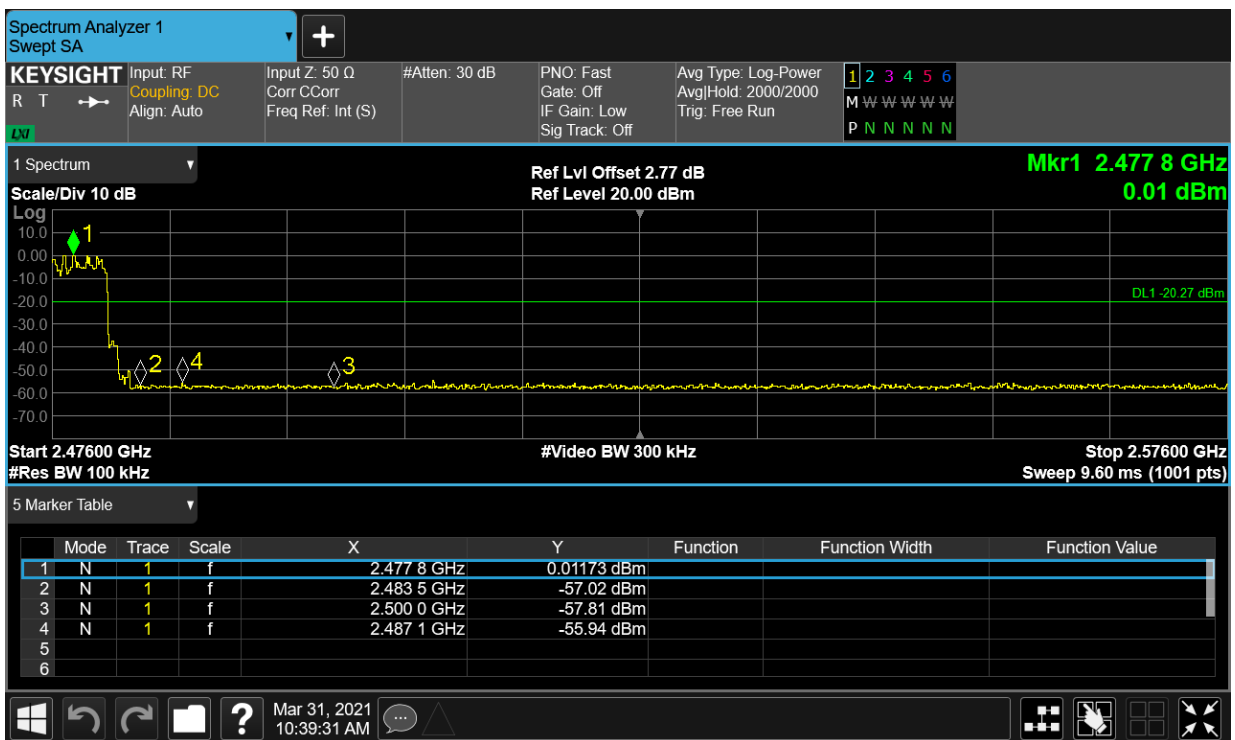 Spectrum Analyzer 1
Swept SA
KEYSIGHT Input: RF Input Z: 50 Ω #Atten: 30 dB PNO: Fast Avg Type: Log-Power 1 2 3 4 5 6
R T Coupling: DC Corr CCorr Gate: Off Avg|Hold: 2000/2000 M W W W W W
Align: Auto Freq Ref: Int (S) IF Gain: Low Trig: Free Run
LXI Sig Track: Off P N N N N N
1 Spectrum Ref Lvl Offset 2.77 dB Mkr1 2.477 8 GHz
Scale/Div 10 dB Ref Level 20.00 dBm 0.01 dBm
Log
10.0 1
0.00
-10.0
-20.0 DL1 -20.27 dBm
-30.0
-40.0
-50.0 2 4 3
-60.0
-70.0
Start 2.47600 GHz #Video BW 300 kHz Stop 2.57600 GHz
#Res BW 100 kHz Sweep 9.60 ms (1001 pts)
5 Marker Table
Mode Trace Scale X Y Function Function Width Function Value
1 N 1 f 2.477 8 GHz 0.01173 dBm
2 N 1 f 2.483 5 GHz -57.02 dBm
3 N 1 f 2.500 0 GHz -57.81 dBm
4 N 1 f 2.487 1 GHz -55.94 dBm
5
6
? Mar 31, 2021
10:39:31 AM